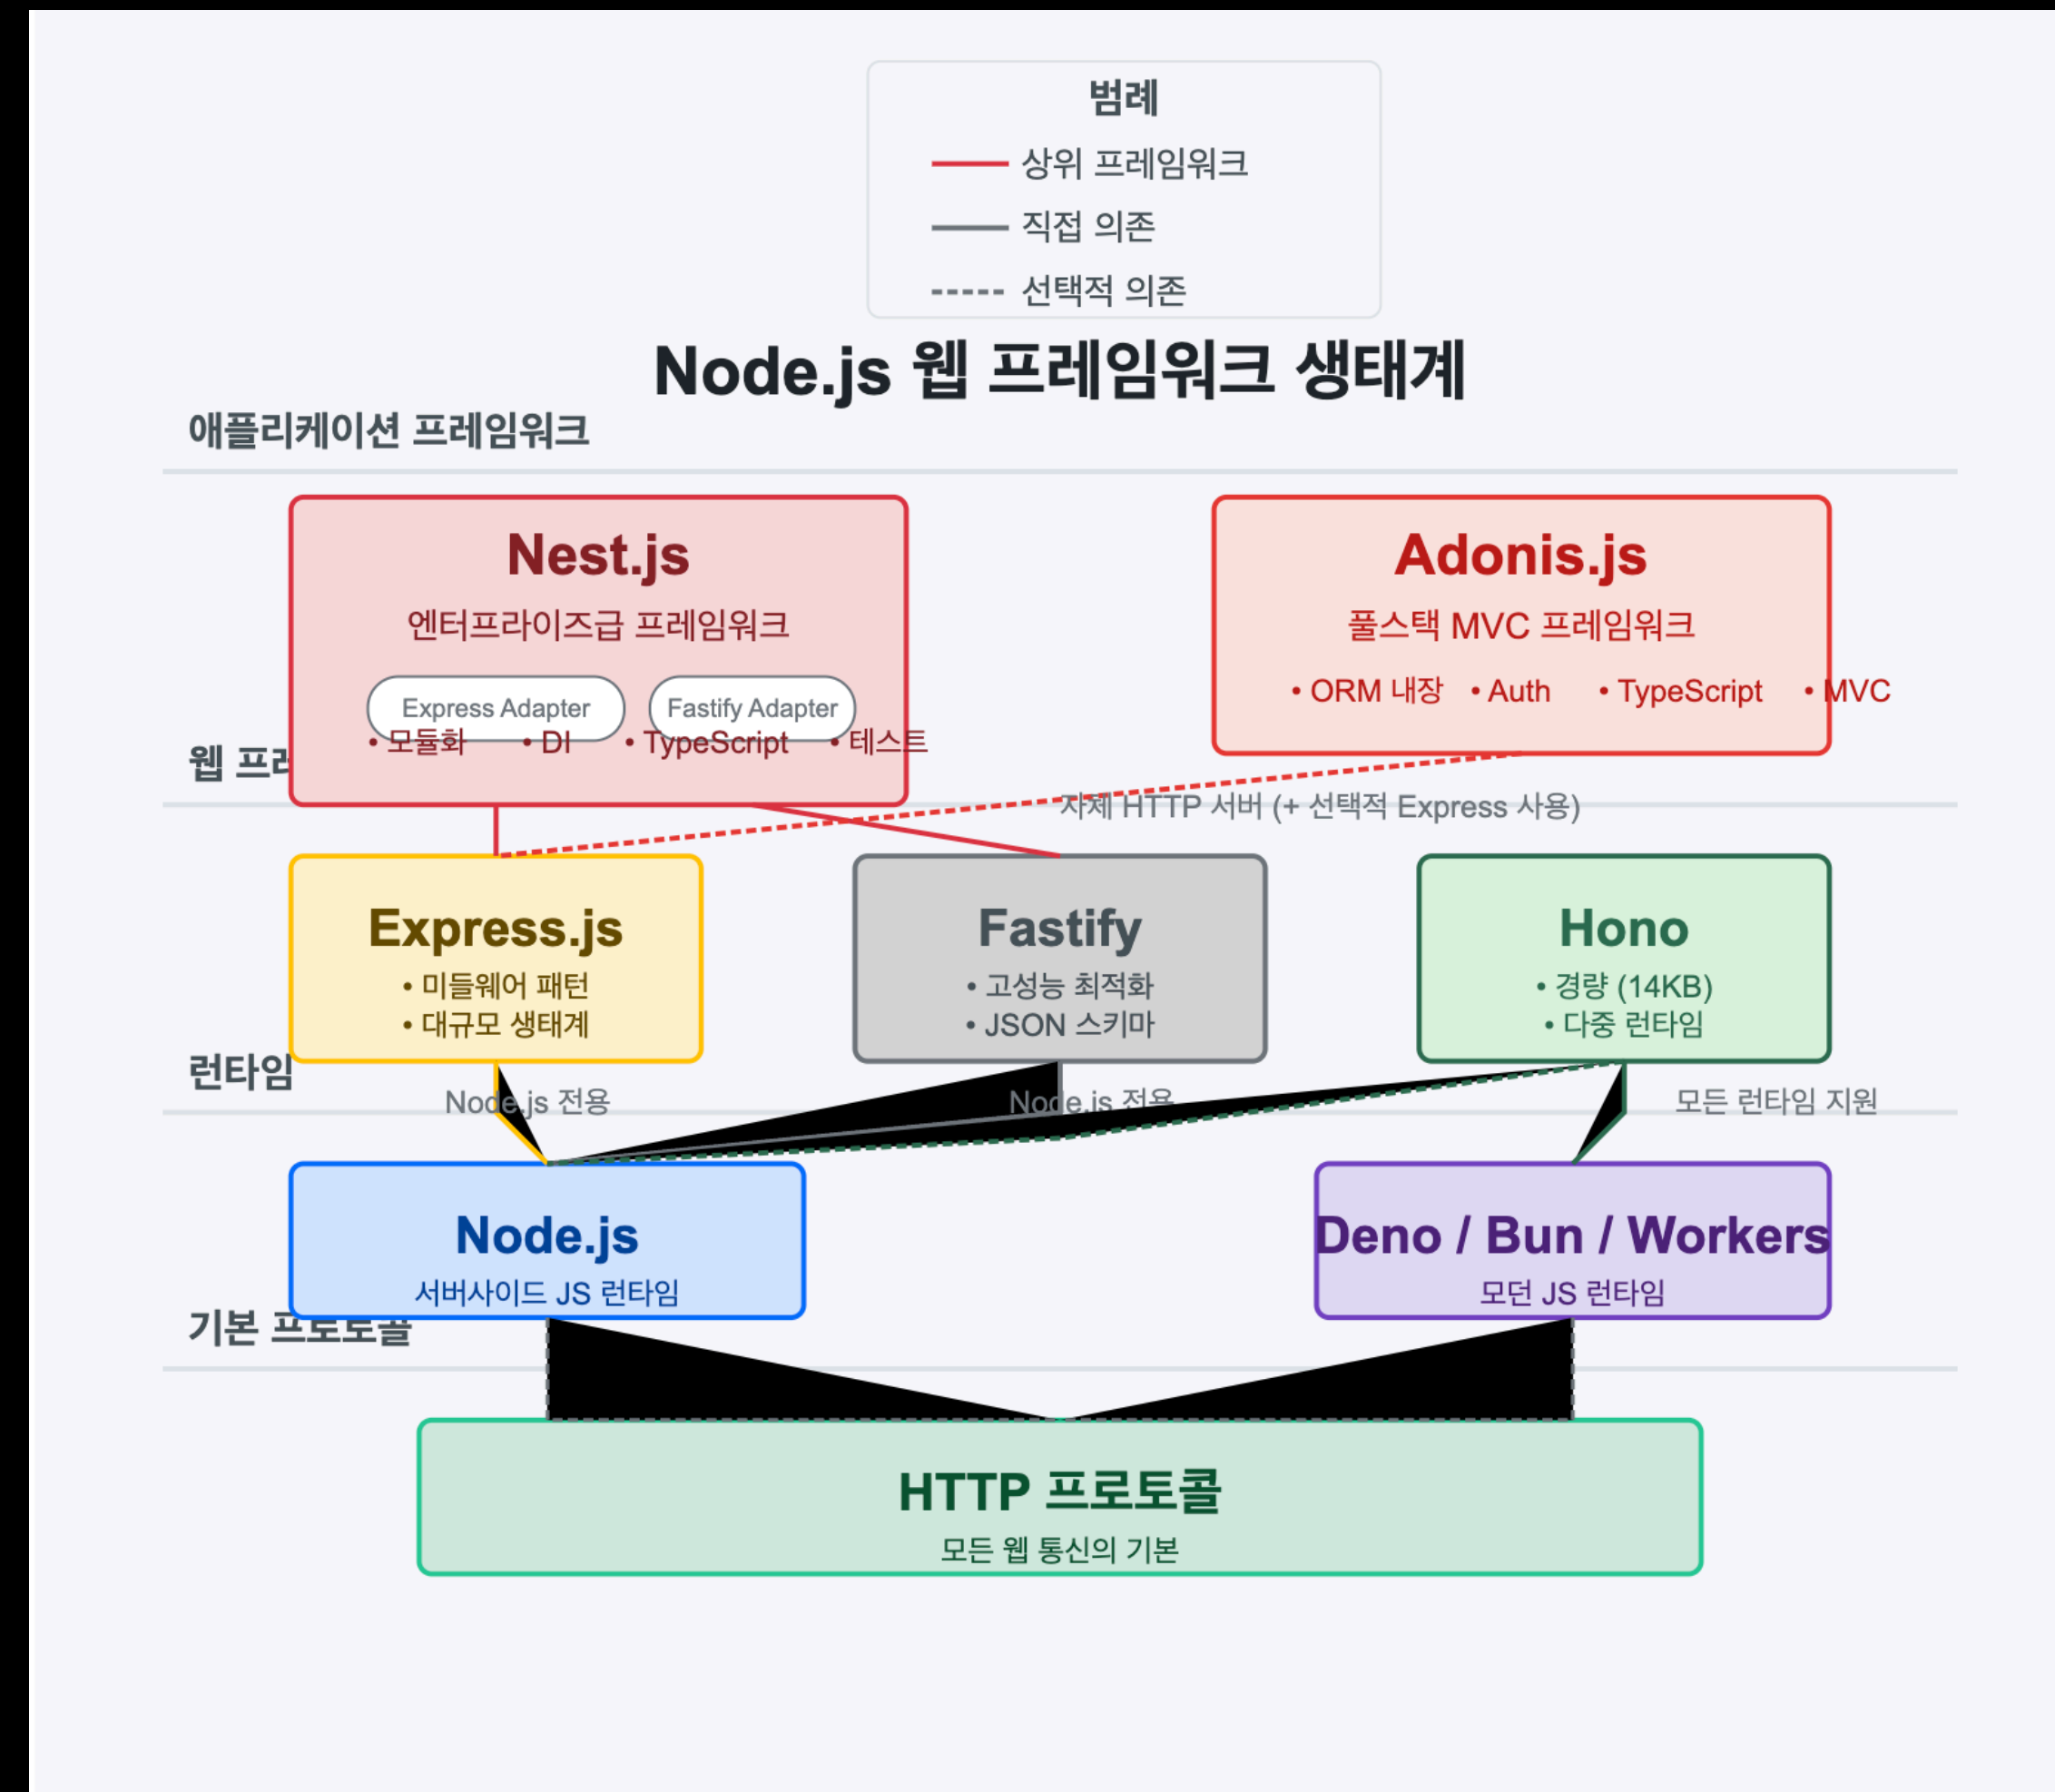 범례
상위 프레임워크
직접 의존
선택적 의존
Node.js 웹 프레임워크 생태계
애플리케이션 프레임워크
Nest.js
엔터프라이즈급 프레임워크
Express Adapter
Fastify Adapter
• 모듈화 • DI • TypeScript • 테스트
Adonis.js
풀스택 MVC 프레임워크
• ORM 내장 • Auth • TypeScript • MVC
웹 프레
자체 HTTP 서버 (+ 선택적 Express 사용)
Express.js
• 미들웨어 패턴
• 대규모 생태계
Fastify
• 고성능 최적화
• JSON 스키마
Hono
• 경량 (14KB)
• 다중 런타임
런타임
Node.js 전용
Node.js 전용
모든 런타임 지원
Node.js
서버사이드 JS 런타임
Deno / Bun / Workers
모던 JS 런타임
기본 프로토콜
HTTP 프로토콜
모든 웹 통신의 기본